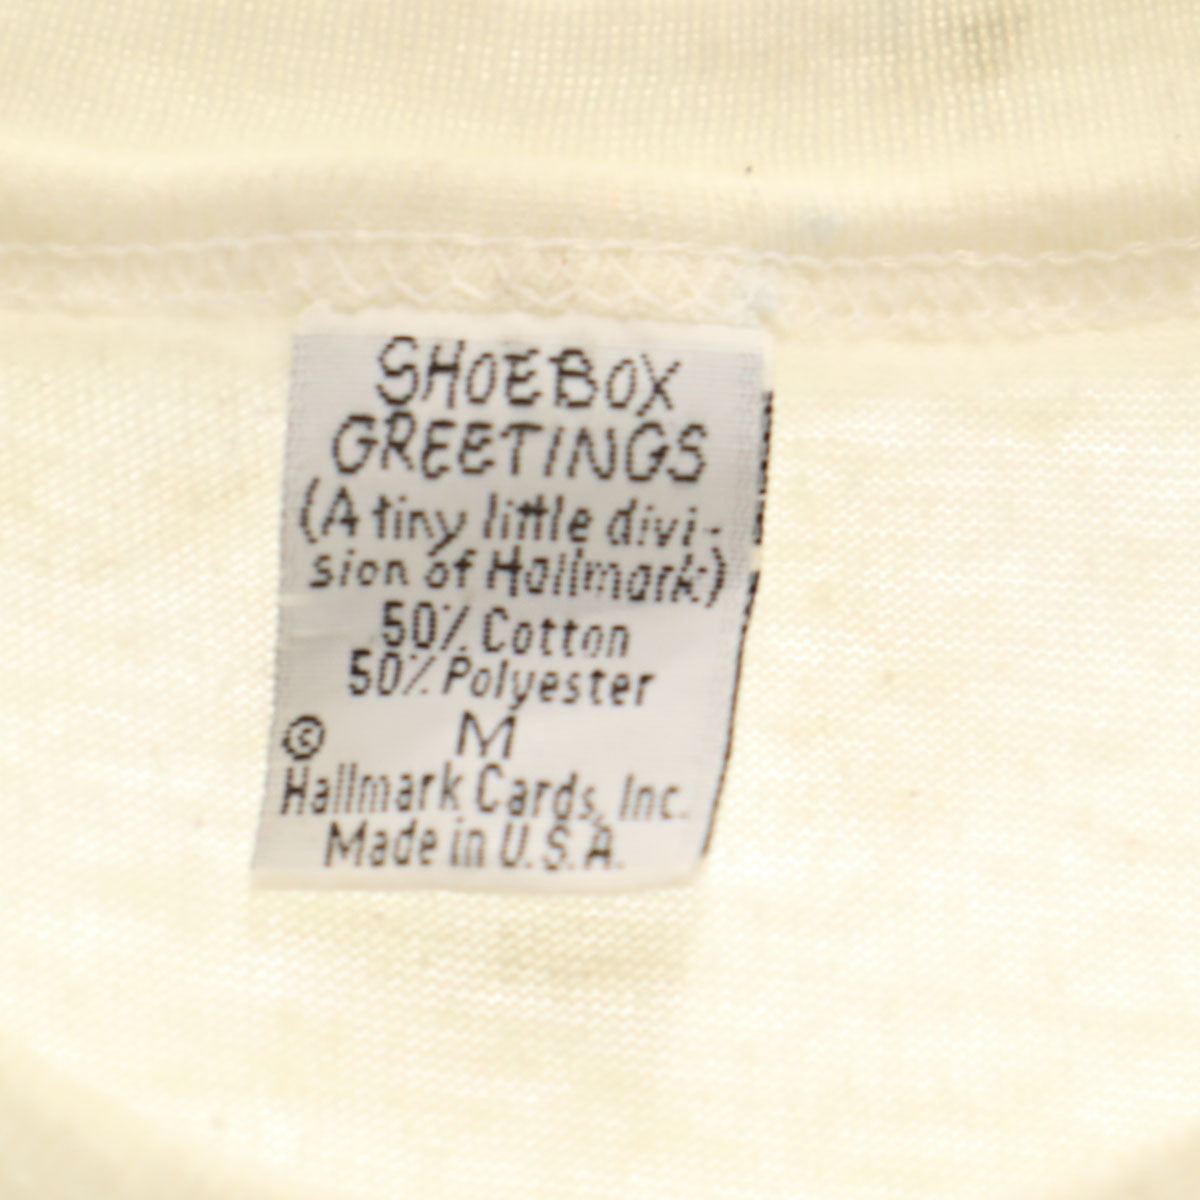 SHOEBOX
GREETINGS
(A tiny little divi-
sion of Hallmark)
50% Cotton
50% Polyester
© M
Hallmark Cards, Inc.
Made in U.S.A.